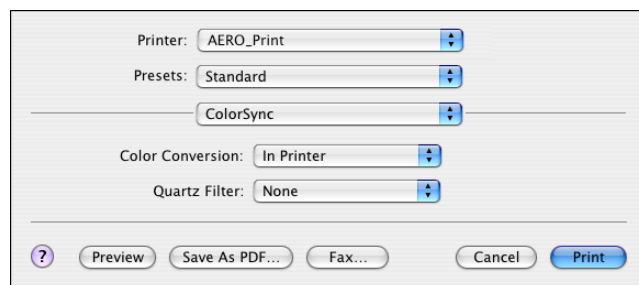 Printer: AERO_Print
Presets: Standard
ColorSync
Color Conversion: In Printer
Quartz Filter: None
? Preview Save As PDF... Fax... Cancel Print